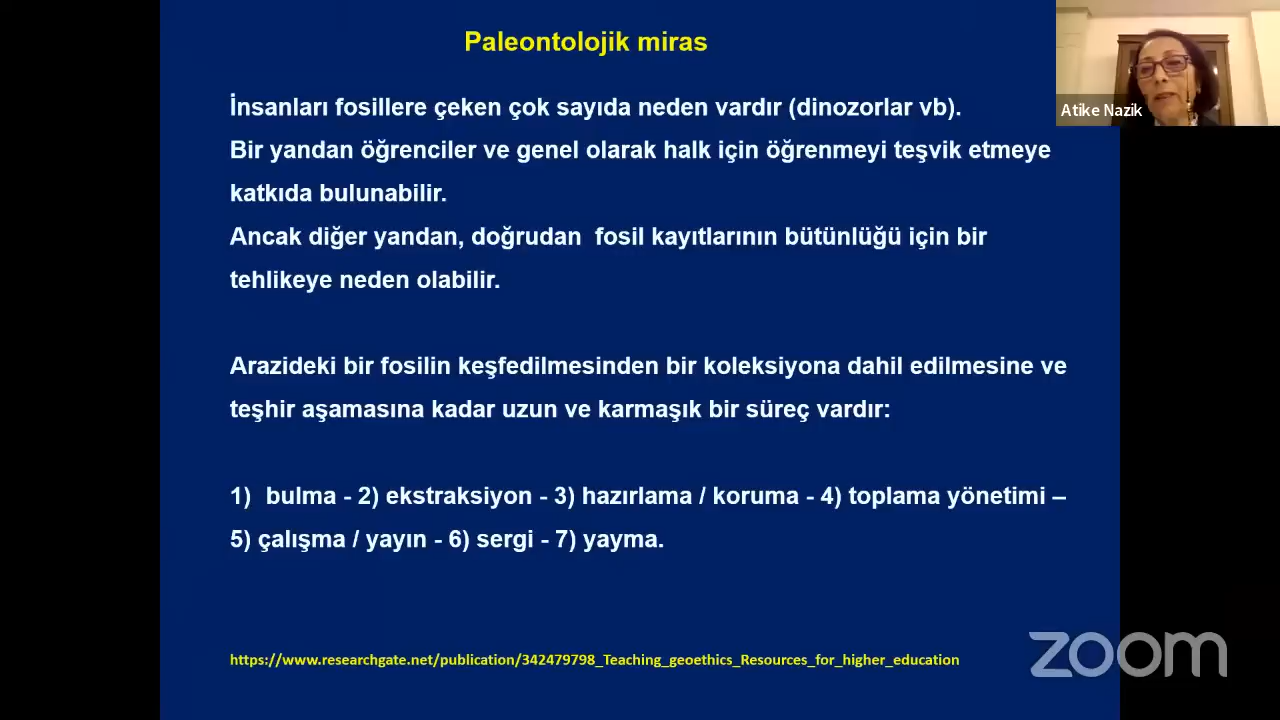 Paleontolojik miras
İnsanları fosillere çeken çok sayıda neden vardır (dinozorlar vb).
Bir yandan öğrenciler ve genel olarak halk için öğrenmeyi teşvik etmeye
katkıda bulunabilir.
Ancak diğer yandan, doğrudan fosil kayıtlarının bütünlüğü için bir
tehlikeye neden olabilir.
Arazideki bir fosilin keşfedilmesinden bir koleksiyona dahil edilmesine ve
teşhir aşamasına kadar uzun ve karmaşık bir süreç vardır:
1) bulma - 2) ekstraksiyon - 3) hazırlama / koruma - 4) toplama yönetimi –
5) çalışma / yayın - 6) sergi - 7) yayma.
https://www.researchgate.net/publication/342479798_Teaching_geoethics_Resources_for_higher_education
Atike Nazik
zoom